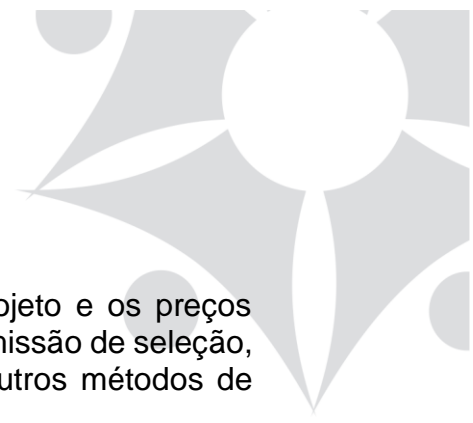 ojeto e os preços
nissão de seleção,
utros métodos de